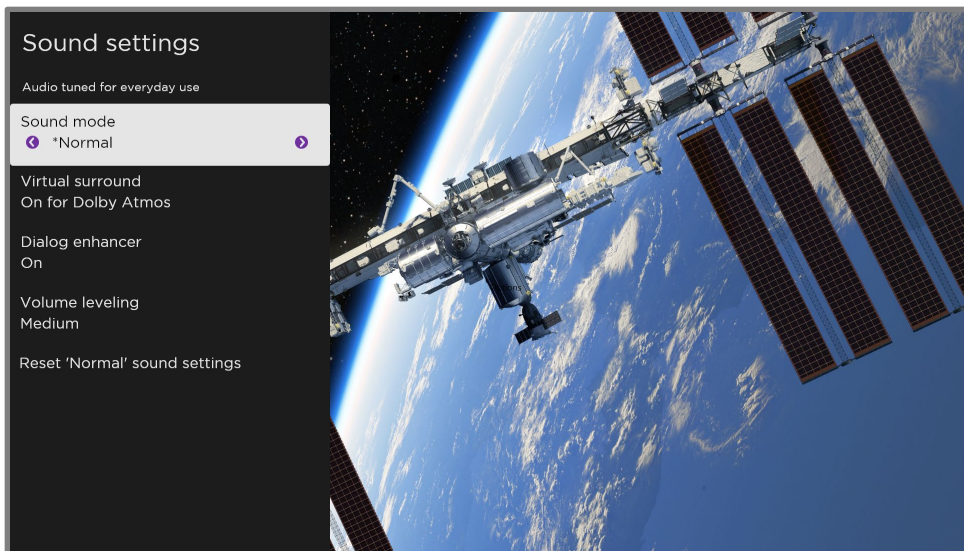 Sound settings
Audio tuned for everyday use
Sound mode
*Normal
Virtual surround
On for Dolby Atmos
Dialog enhancer
On
Volume leveling
Medium
Reset 'Normal' sound settings